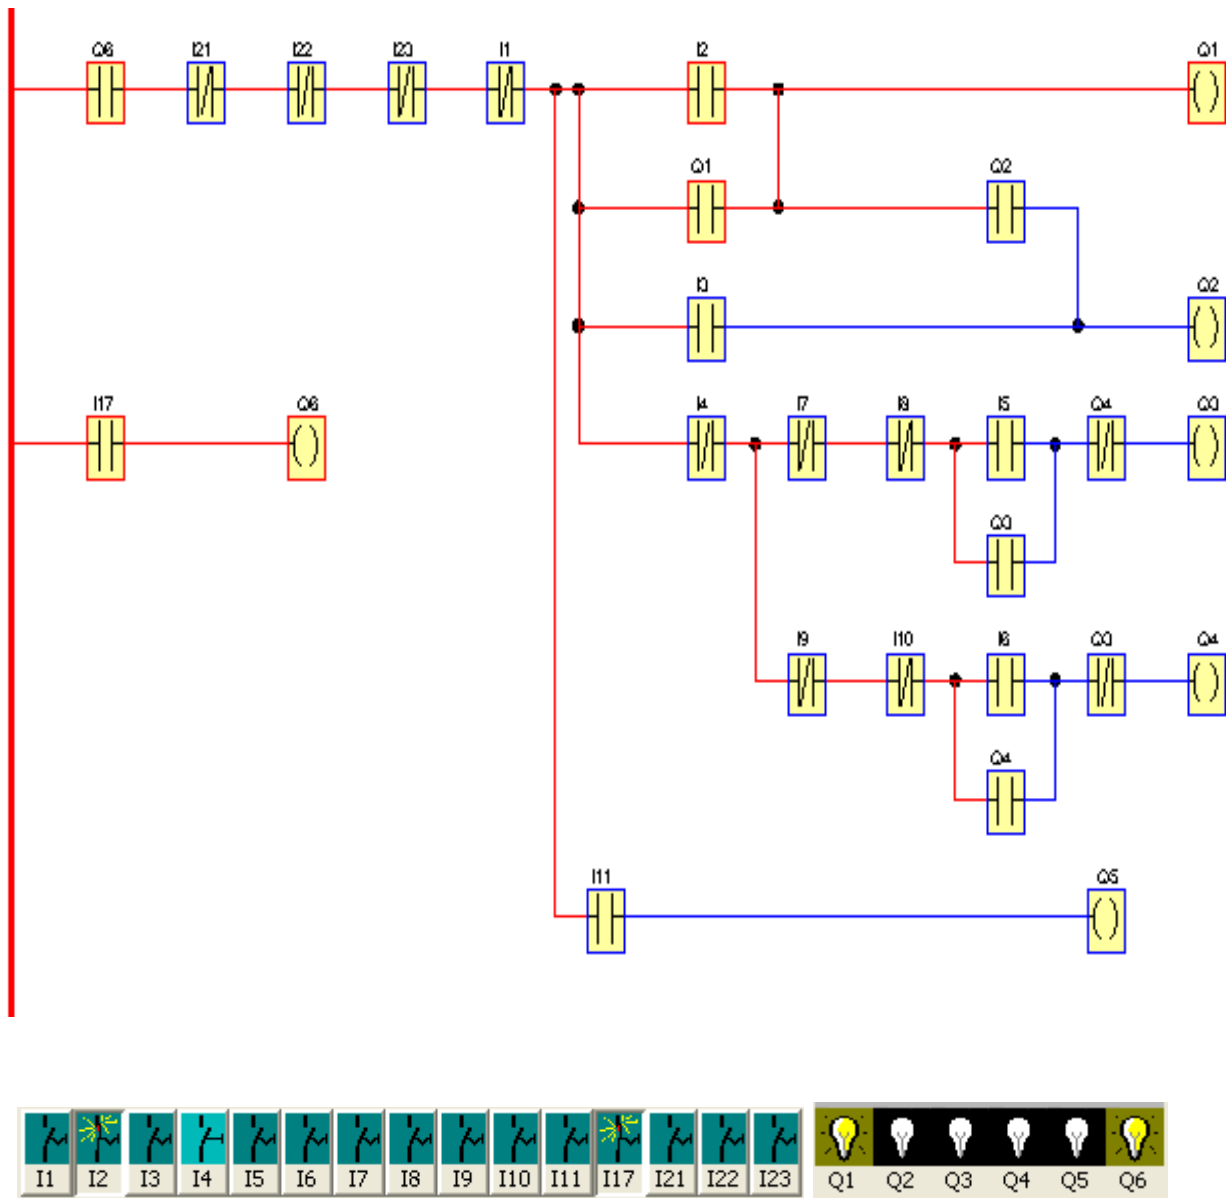 Q6 I21 I22 I23 I1 I2 Q1
Q1 Q2
I3 Q2
I17 Q6 I4 I7 I8 I5 Q4 Q3
Q3
I9 I10 I6 Q3 Q4
Q4
I11 Q5
I1 I2 I3 I4 I5 I6 I7 I8 I9 I10 I11 I17 I21 I22 I23 Q1 Q2 Q3 Q4 Q5 Q6